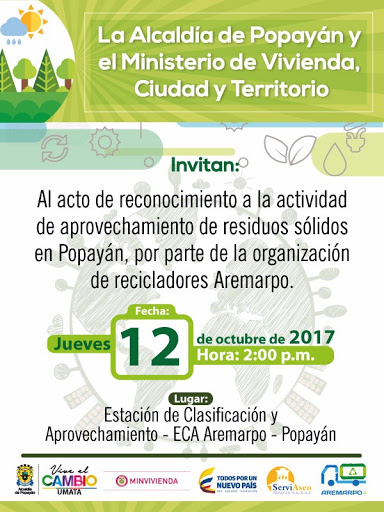 La Alcaldía de Popayán y
el Ministerio de Vivienda,
Ciudad y Territorio
Invitan:
Al acto de reconocimiento a la actividad
de aprovechamiento de residuos sólidos
en Popayán, por parte de la organización
de recicladores Aremarpo.
Fecha:
Jueves 12 de octubre de 2017
Hora: 2:00 p.m.
Lugar:
Estación de Clasificación y
Aprovechamiento - ECA Aremarpo - Popayán
Alcaldía
de Popayán
Vive el
CAMBIO
UMATA
MINVIVIENDA
TODOS POR UN
NUEVO PAÍS
PAZ EQUIDAD EDUCACIÓN
ServiAseo
AREMARPO